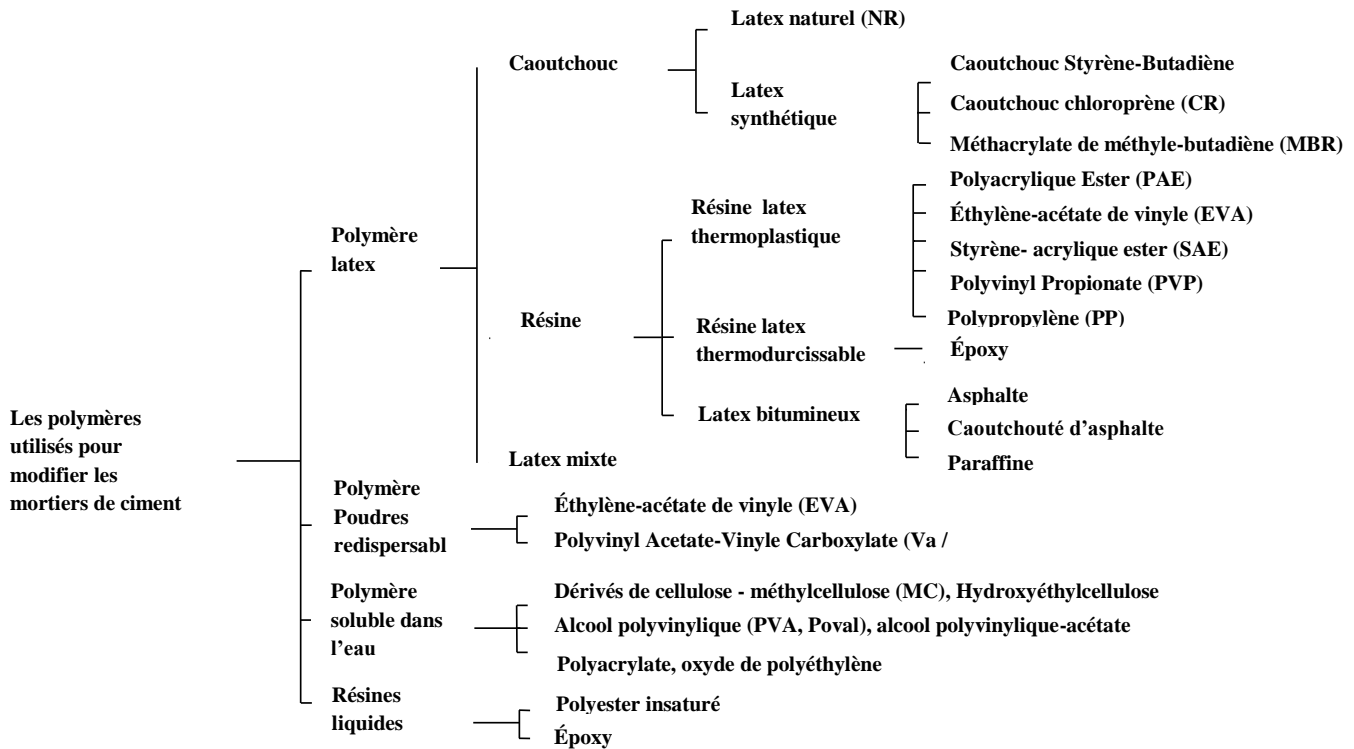 Latex naturel (NR)
Caoutchouc
Latex
synthétique
Caoutchouc Styrène-Butadiène
Caoutchouc chloroprène (CR)
Méthacrylate de méthyle-butadiène (MBR)
Polymère
latex
Résine
Résine latex
thermoplastique
Polyacrylique Ester (PAE)
Éthylène-acétate de vinyle (EVA)
Styrène- acrylique ester (SAE)
Polyvinyl Propionate (PVP)
Polypropylène (PP)
Résine latex
thermodurcissable
Époxy
Latex bitumineux
Asphalte
Caoutchouté d’asphalte
Paraffine
Latex mixte
Les polymères
utilisés pour
modifier les
mortiers de ciment
Polymère
Poudres
redispersabl
Éthylène-acétate de vinyle (EVA)
Polyvinyl Acetate-Vinyle Carboxylate (Va /
Polymère
soluble dans
l’eau
Dérivés de cellulose - méthylcellulose (MC), Hydroxyéthylcellulose
Alcool polyvinylique (PVA, Poval), alcool polyvinylique-acétate
Polyacrylate, oxyde de polyéthylène
Résines
liquides
Polyester insaturé
Époxy